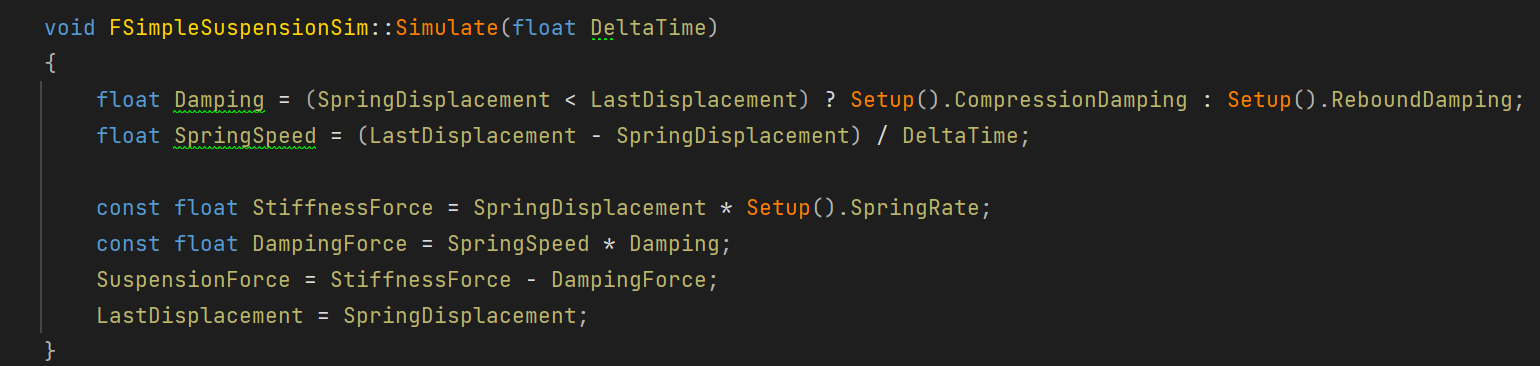 void FSimpleSuspensionSim::Simulate(float DeltaTime)
{
float Damping = (SpringDisplacement < LastDisplacement) ? Setup().CompressionDamping : Setup().ReboundDamping;
float SpringSpeed = (LastDisplacement - SpringDisplacement) / DeltaTime;
const float StiffnessForce = SpringDisplacement * Setup().SpringRate;
const float DampingForce = SpringSpeed * Damping;
SuspensionForce = StiffnessForce - DampingForce;
LastDisplacement = SpringDisplacement;
}